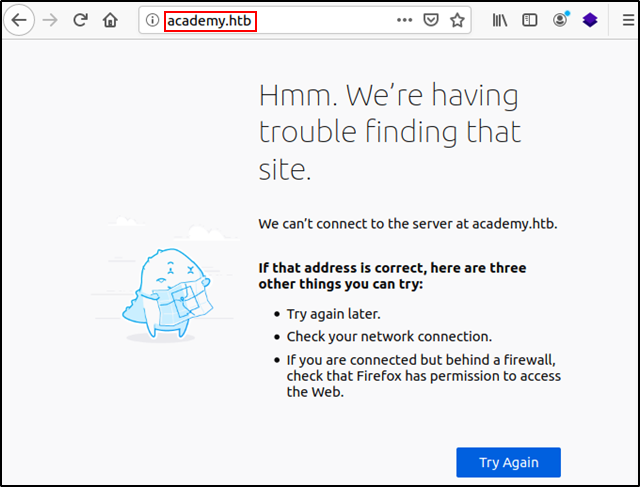 academy.htb
Hmm. We’re having
trouble finding that
site.
We can’t connect to the server at academy.htb.
If that address is correct, here are three
other things you can try:
• Try again later.
• Check your network connection.
• If you are connected but behind a firewall,
check that Firefox has permission to access
the Web.
Try Again